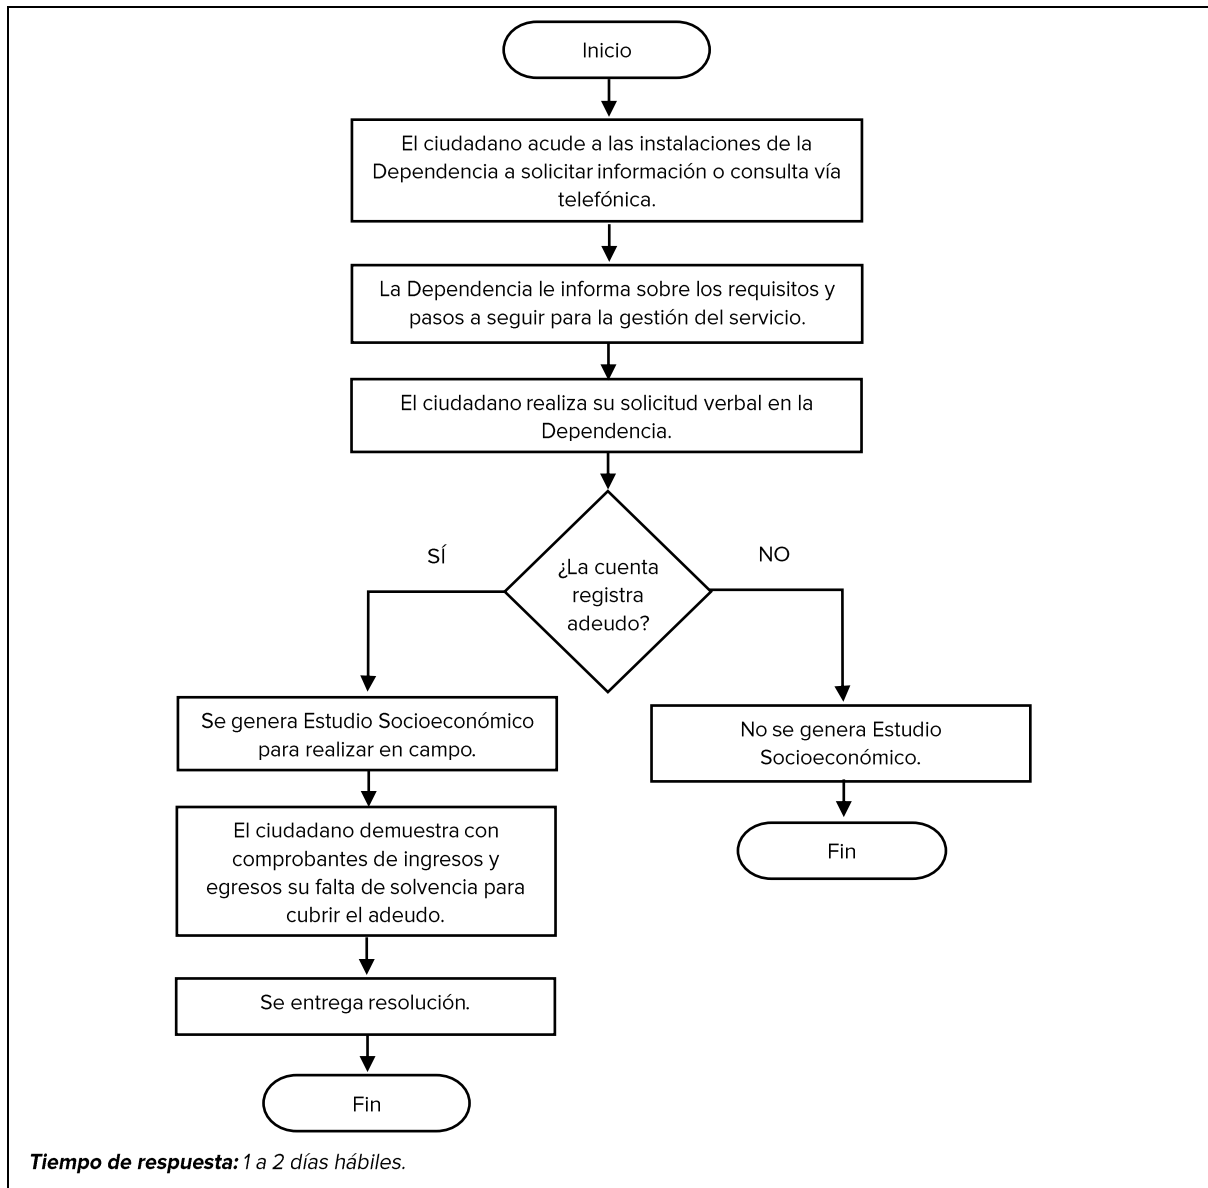 Inicio
El ciudadano acude a las instalaciones de la
Dependencia a solicitar información o consulta vía
telefónica.
La Dependencia le informa sobre los requisitos y
pasos a seguir para la gestión del servicio.
El ciudadano realiza su solicitud verbal en la
Dependencia.
SÍ
NO
¿La cuenta
registra
adeudo?
Se genera Estudio Socioeconómico
para realizar en campo.
No se genera Estudio
Socioeconómico.
El ciudadano demuestra con
comprobantes de ingresos y
egresos su falta de solvencia para
cubrir el adeudo.
Fin
Se entrega resolución.
Fin
Tiempo de respuesta: 1 a 2 días hábiles.